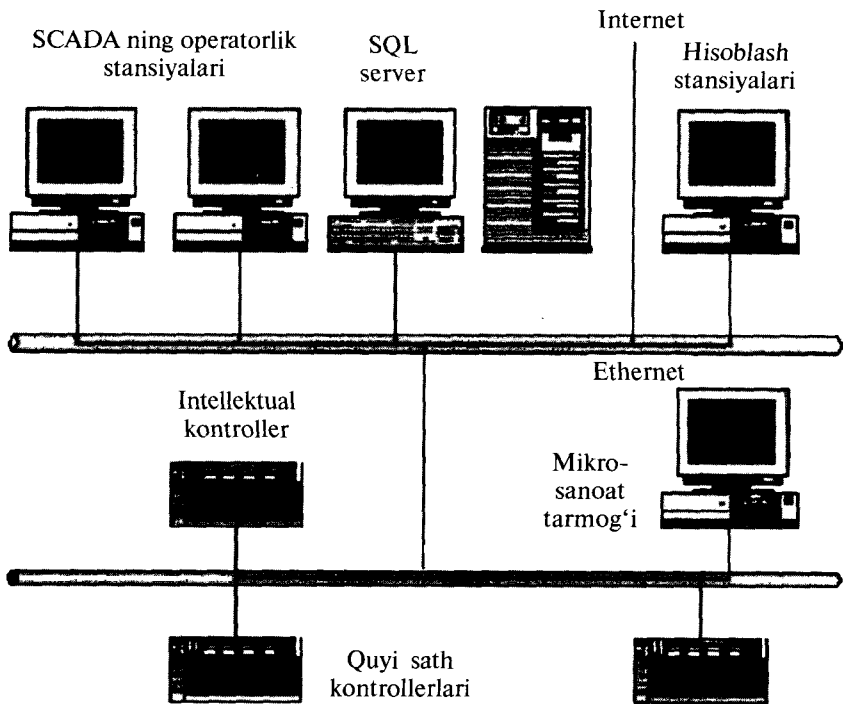 SCADA ning operatorlik
stansiyalari
SQL
server
Internet
Hisoblash
stansiyalari
Ethernet
Intellektual
kontroller
Mikro-
sanoat
tarmog‘i
Quyi sath
kontrollerlari